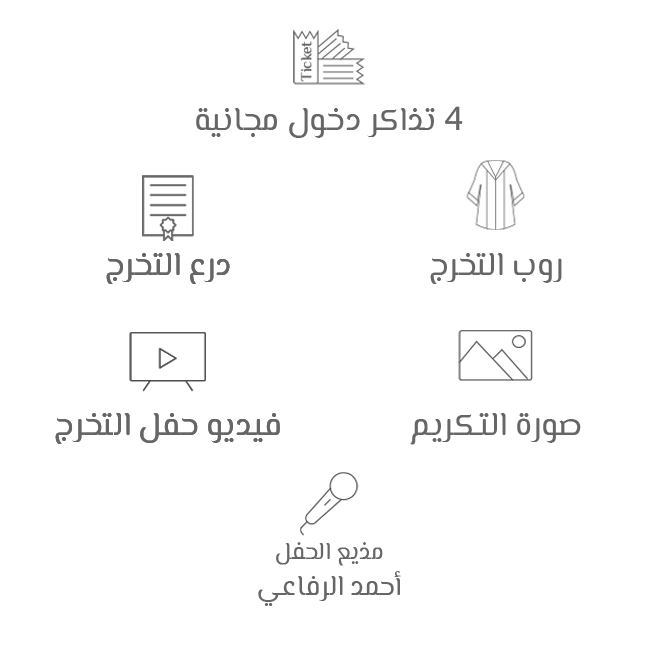 Ticket
4 تذاكر دخول مجانية
روب التخرج
درع التخرج
صورة التكريم
فيديو حفل التخرج
مذيع الحفل
أحمد الرفاعي